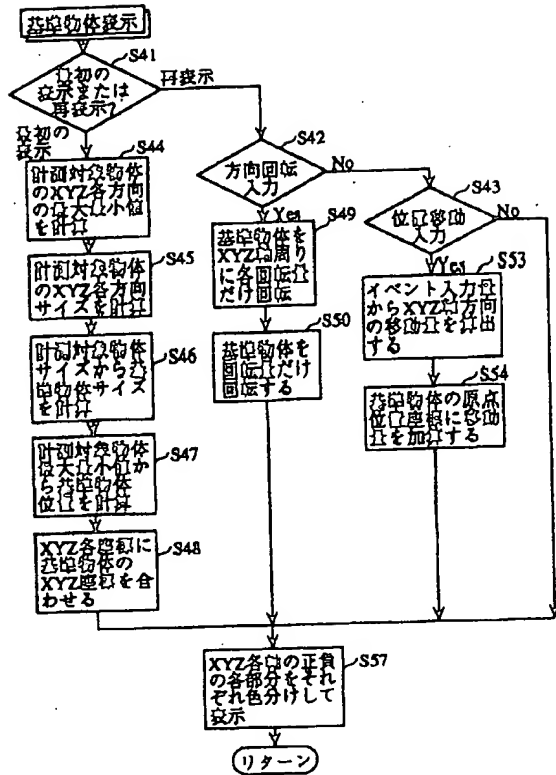 基準物体表示
S41
最初の
表示または
再表示?
再表示
最初の
表示
S44
計測対象物体
のXYZ各方向
の最大最小値
を計算
S45
計測対象物体
のXYZ各方向
サイズを計算
S46
計測対象物体
サイズから基
準物体サイズ
を計算
S47
計測対象物体
最大最小値か
ら基準物体
位置を計算
S48
XYZ各座標に
基準物体の
XYZ座標を合
わせる
S42
方向回転
入力
No
Yes
S49
基準物体を
XYZ軸周り
に各回転量
だけ回転
S50
基準物体を
回転量だけ
回転する
S43
位置移動
入力
No
Yes
S53
イベント入力量
からXYZ軸方向
の移動量を算出
する
S54
基準物体の原点
位置座標に移動
量を加算する
S57
XYZ各軸の正負
の各部分をそれ
ぞれ色分けして
表示
リターン